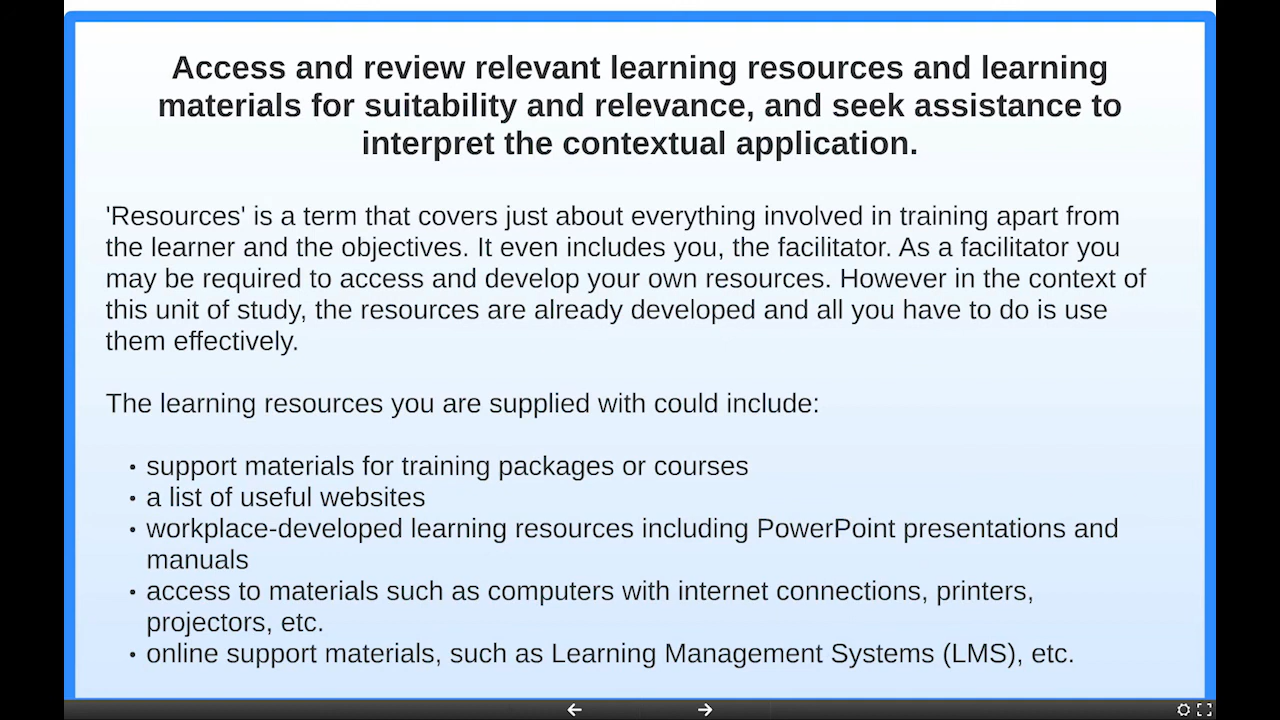 Access and review relevant learning resources and learning
materials for suitability and relevance, and seek assistance to
interpret the contextual application.
'Resources' is a term that covers just about everything involved in training apart from
the learner and the objectives. It even includes you, the facilitator. As a facilitator you
may be required to access and develop your own resources. However in the context of
this unit of study, the resources are already developed and all you have to do is use
them effectively.
The learning resources you are supplied with could include:
• support materials for training packages or courses
• a list of useful websites
• workplace-developed learning resources including PowerPoint presentations and
manuals
• access to materials such as computers with internet connections, printers,
projectors, etc.
• online support materials, such as Learning Management Systems (LMS), etc.